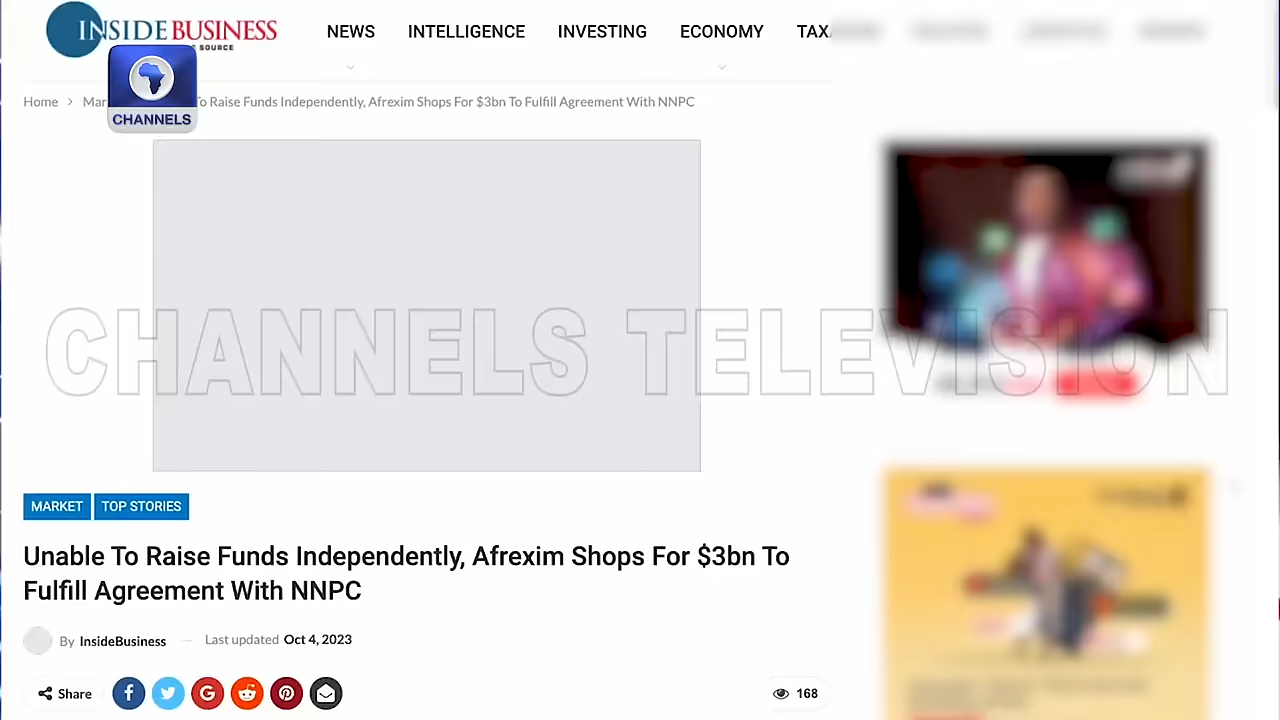 INSIDE BUSINESS
SOURCE
NEWS
INTELLIGENCE
INVESTING
ECONOMY
CHANNELS
Home
To Raise Funds Independently, Afrexim Shops For $3bn To Fulfill Agreement With NNPC
CHANNELS TELEVISION
MARKET
TOP STORIES
Unable To Raise Funds Independently, Afrexim Shops For $3bn To
Fulfill Agreement With NNPC
By InsideBusiness
Last updated Oct 4, 2023
Share
168